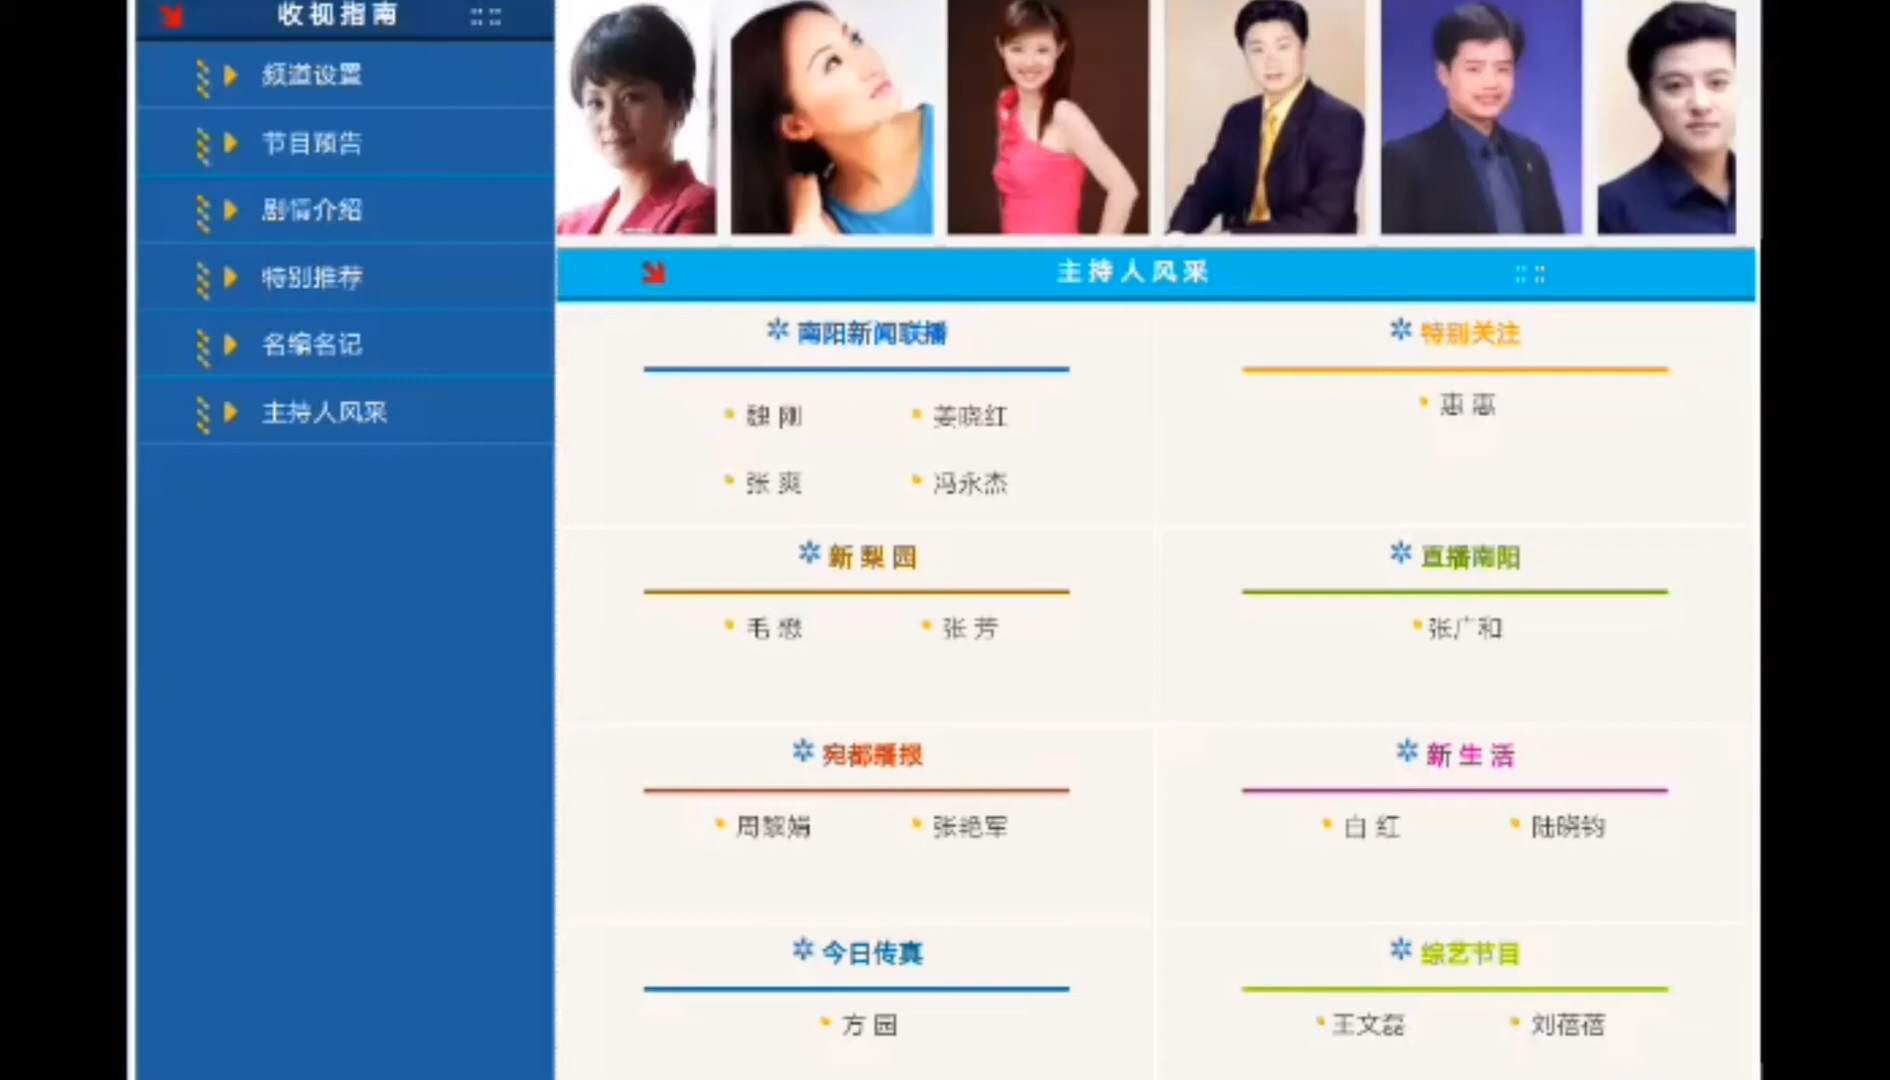 收视指南
频道设置
节目预告
剧情介绍
特别推荐
名编名记
主持人风采
主持人风采
南阳新闻联播
魏 刚 姜晓红
张 爽 冯永杰
特别关注
惠 惠
新 梨 园
毛 懋 张 芳
直播南阳
张广和
宛都播报
周黎娟 张艳军
新 生 活
白 红 陆晓钧
今日传真
方 园
综艺节目
王文磊 刘蓓蓓